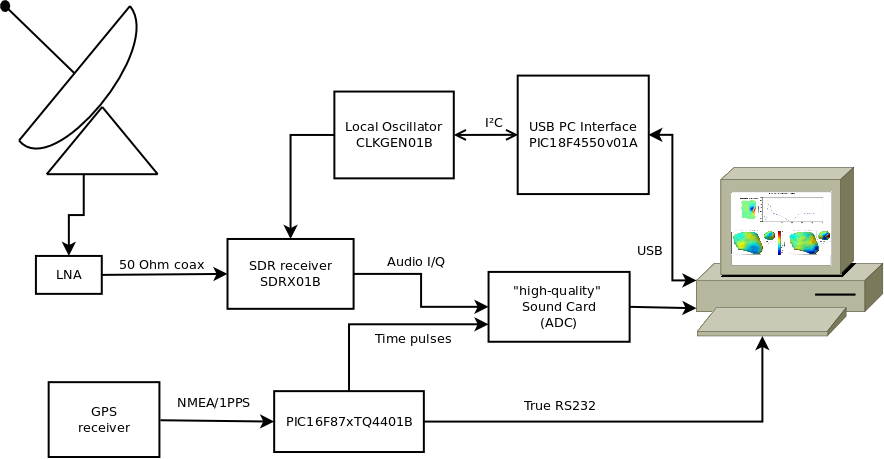 Local Oscillator
CLKGEN01B
I²C
USB PC Interface
PIC18F4550v01A
USB
LNA
50 Ohm coax
SDR receiver
SDRX01B
Audio I/Q
"high-quality"
Sound Card
(ADC)
Time pulses
GPS
receiver
NMEA/1PPS
PIC16F87xTQ4401B
True RS232